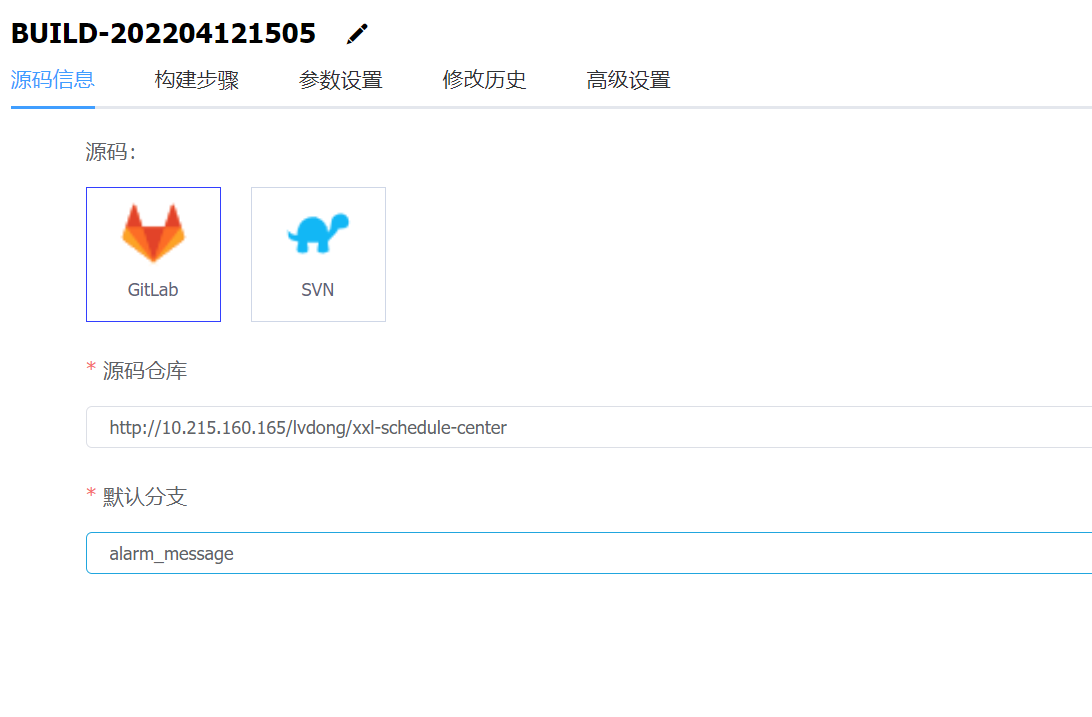 BUILD-202204121505
源码信息 构建步骤 参数设置 修改历史 高级设置
源码：
GitLab SVN
* 源码仓库
http://10.215.160.165/lvdong/xxl-schedule-center
* 默认分支
alarm_message